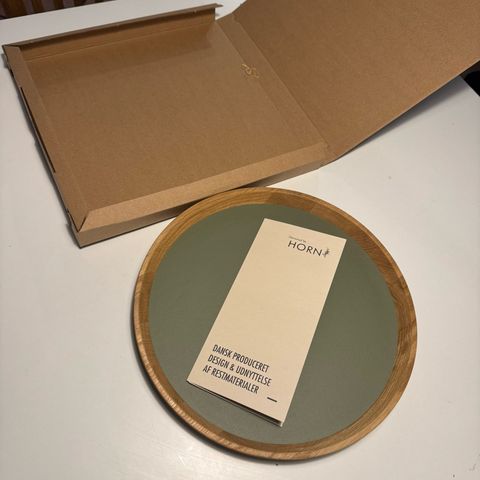 HORN
DANSK PRODUCERET
DESIGN & UDNYTTELSE
AF RESTMATERIALER